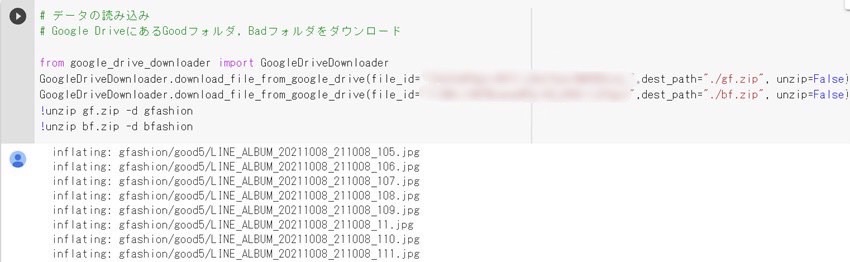 # データの読み込み
# Google DriveにあるGoodフォルダ，Badフォルダをダウンロード
from google_drive_downloader import GoogleDriveDownloader
GoogleDriveDownloader.download_file_from_google_drive(file_id= ",dest_path="./gf.zip", unzip=False)
GoogleDriveDownloader.download_file_from_google_drive(file_id= ",dest_path="./bf.zip", unzip=False)
!unzip gf.zip -d gfashion
!unzip bf.zip -d bfashion
inflating: gfashion/good5/LINE_ALBUM_20211008_211008_105.jpg
inflating: gfashion/good5/LINE_ALBUM_20211008_211008_106.jpg
inflating: gfashion/good5/LINE_ALBUM_20211008_211008_107.jpg
inflating: gfashion/good5/LINE_ALBUM_20211008_211008_108.jpg
inflating: gfashion/good5/LINE_ALBUM_20211008_211008_109.jpg
inflating: gfashion/good5/LINE_ALBUM_20211008_211008_11.jpg
inflating: gfashion/good5/LINE_ALBUM_20211008_211008_110.jpg
inflating: gfashion/good5/LINE_ALBUM_20211008_211008_111.jpg